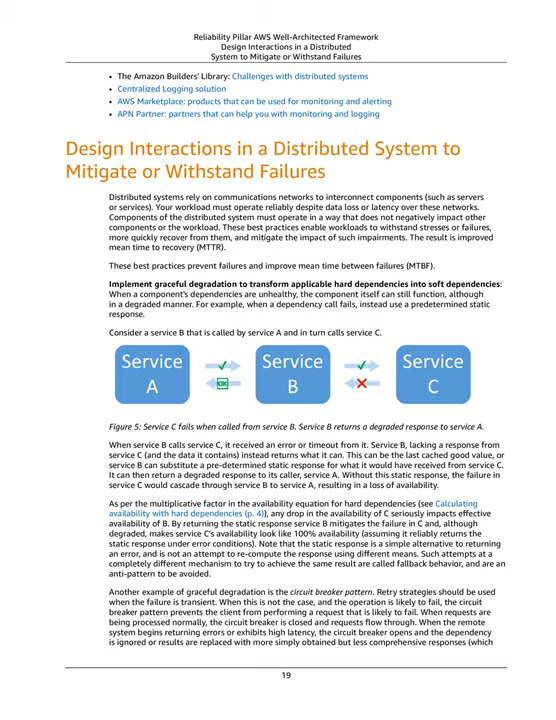 Reliability Pillar AWS Well-Architected Framework
Design Interactions in a Distributed
System to Mitigate or Withstand Failures
• The Amazon Builders' Library: Challenges with distributed systems
• Centralized Logging solution
• AWS Marketplace: products that can be used for monitoring and alerting
• APN Partner: partners that can help you with monitoring and logging
Design Interactions in a Distributed System to
Mitigate or Withstand Failures
Distributed systems rely on communications networks to interconnect components (such as servers
or services). Your workload must operate reliably despite data loss or latency over these networks.
Components of the distributed system must operate in a way that does not negatively impact other
components or the workload. These best practices enable workloads to withstand stresses or failures,
more quickly recover from them, and mitigate the impact of such impairments. The result is improved
mean time to recovery (MTTR).
These best practices prevent failures and improve mean time between failures (MTBF).
Implement graceful degradation to transform applicable hard dependencies into soft dependencies:
When a component's dependencies are unhealthy, the component itself can still function, although
in a degraded manner. For example, when a dependency call fails, instead use a predetermined static
response.
Consider a service B that is called by service A and in turn calls service C.
Service
A
OK
Service
B
Service
C
Figure 5: Service C fails when called from service B. Service B returns a degraded response to service A.
When service B calls service C, it received an error or timeout from it. Service B, lacking a response from
service C (and the data it contains) instead returns what it can. This can be the last cached good value, or
service B can substitute a pre-determined static response for what it would have received from service C.
It can then return a degraded response to its caller, service A. Without this static response, the failure in
service C would cascade through service B to service A, resulting in a loss of availability.
As per the multiplicative factor in the availability equation for hard dependencies (see Calculating
availability with hard dependencies (p. 4)), any drop in the availability of C seriously impacts effective
availability of B. By returning the static response service B mitigates the failure in C and, although
degraded, makes service C's availability look like 100% availability (assuming it reliably returns the
static response under error conditions). Note that the static response is a simple alternative to returning
an error, and is not an attempt to re-compute the response using different means. Such attempts at a
completely different mechanism to try to achieve the same result are called fallback behavior, and are an
anti-pattern to be avoided.
Another example of graceful degradation is the circuit breaker pattern. Retry strategies should be used
when the failure is transient. When this is not the case, and the operation is likely to fail, the circuit
breaker pattern prevents the client from performing a request that is likely to fail. When requests are
being processed normally, the circuit breaker is closed and requests flow through. When the remote
system begins returning errors or exhibits high latency, the circuit breaker opens and the dependency
is ignored or results are replaced with more simply obtained but less comprehensive responses (which
19